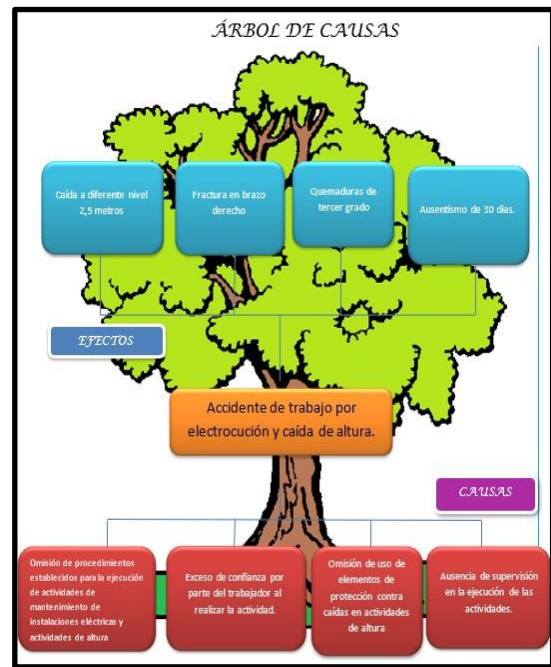 ÁRBOL DE CAUSAS
Caída a diferente nivel
2,5 metros
Fractura en brazo
derecho
Quemaduras de
tercer grado
Ausentismo de 30 días.
EFECTOS
Accidente de trabajo por
electrocución y caída de altura.
CAUSAS
Omisión de procedimientos
establecidos para la ejecución
de actividades de
mantenimiento de
instalaciones eléctricas y
actividades de altura
Exceso de confianza por
parte del trabajador al
realizar la actividad.
Omisión de uso de
elementos de
protección contra
caídas en actividades de
altura
Ausencia de supervisión
en la ejecución de las
actividades.